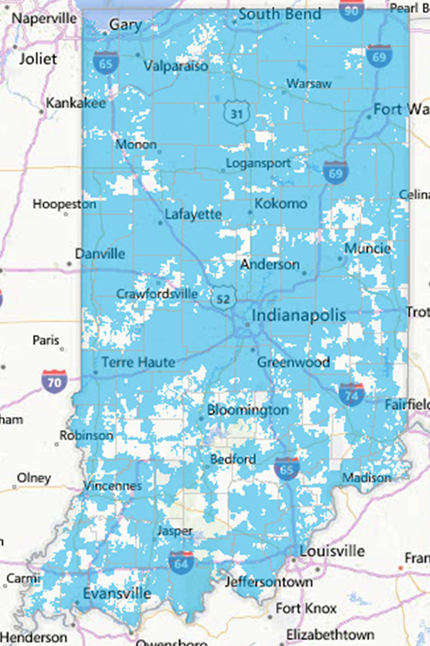 Naperville
Gary
South Bend
90
Pearl B
Joliet
65
Valparaiso
69
Warsaw
Kankakee
31
Fort Wa
Monon
Logansport
69
Celina
Hoopeston
Lafayette
Kokomo
Danville
Muncie
Anderson
Crawfordsville
52
Indianapolis
Trot
Paris
Terre Haute
Greenwood
70
74
Fairfiel
ham
Bloomington
Robinson
Bedford
65
Olney
Vincennes
Madison
Jasper
Louisville
Carmi
64
Fran
Jeffersontown
Evansville
Fort Knox
Henderson
Owensboro
Elizabethtown